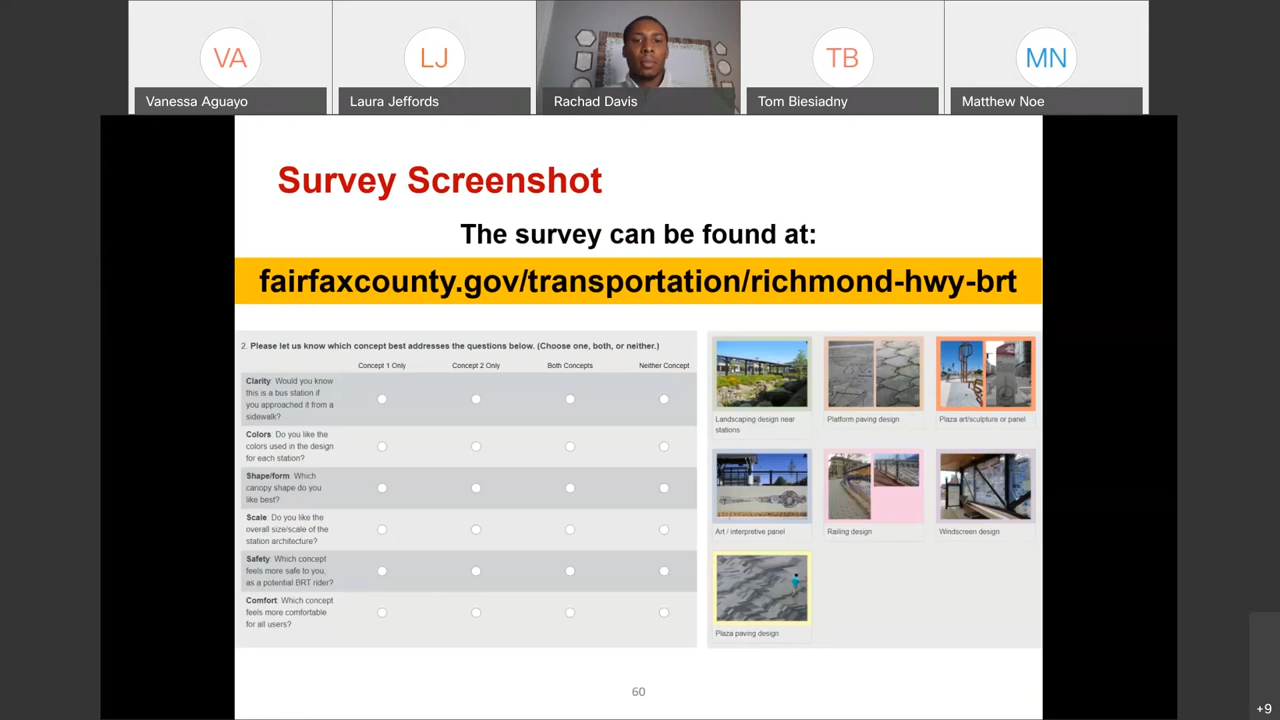 VA
LJ
TB
MN
Vanessa Aguayo
Laura Jeffords
Rachad Davis
Tom Biesiadny
Matthew Noe
Survey Screenshot
The survey can be found at:
fairfaxcounty.gov/transportation/richmond-hwy-brt
2. Please let us know which concept best addresses the questions below. (Choose one, both, or neither.)
Concept 1 Only
Concept 2 Only
Both Concepts
Neither Concept
Clarity Would you know
this is a bus station if
you approached it from a
sidewalk?
Colors Do you like the
colors used in the design
for each station?
Shape/form Which
canopy shape do you
like best?
Scale Do you like the
overall size/scale of the
station architecture?
Safety Which concept
feels more safe to you,
as a potential BRT rider?
Comfort Which concept
feels more comfortable
for all users?
Landscaping design near
stations
Platform paving design
Plaza art/sculpture or panel
Art / interpretive panel
Railing design
Windscreen design
Plaza paving design
60
+9